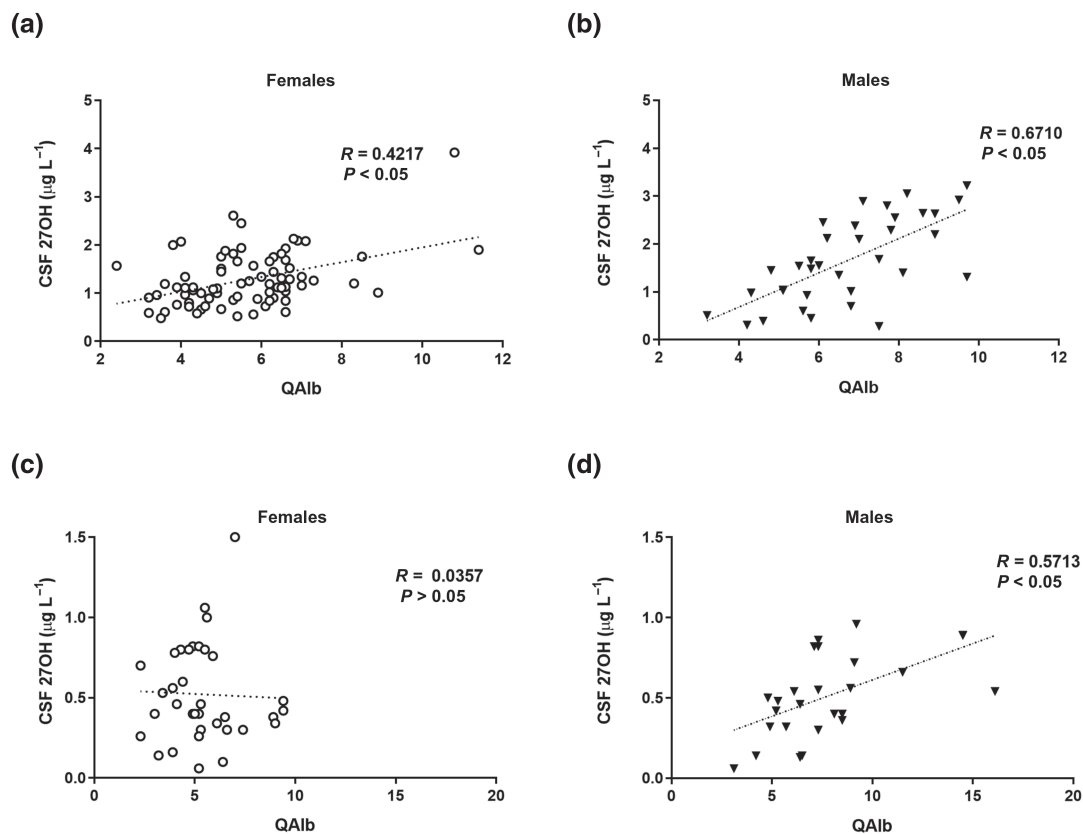 (a)
Females
CSF 27OH (µg L⁻¹)
5
4
3
2
1
0
R = 0.4217
P < 0.05
2 4 6 8 10 12
QAlb
(b)
Males
CSF 27OH (µg L⁻¹)
5
4
3
2
1
0
R = 0.6710
P < 0.05
2 4 6 8 10 12
QAlb
(c)
Females
CSF 27OH (µg L⁻¹)
1.5
1.0
0.5
0.0
R = 0.0357
P > 0.05
0 5 10 15 20
QAlb
(d)
Males
CSF 27OH (µg L⁻¹)
1.5
1.0
0.5
0.0
R = 0.5713
P < 0.05
0 5 10 15 20
QAlb